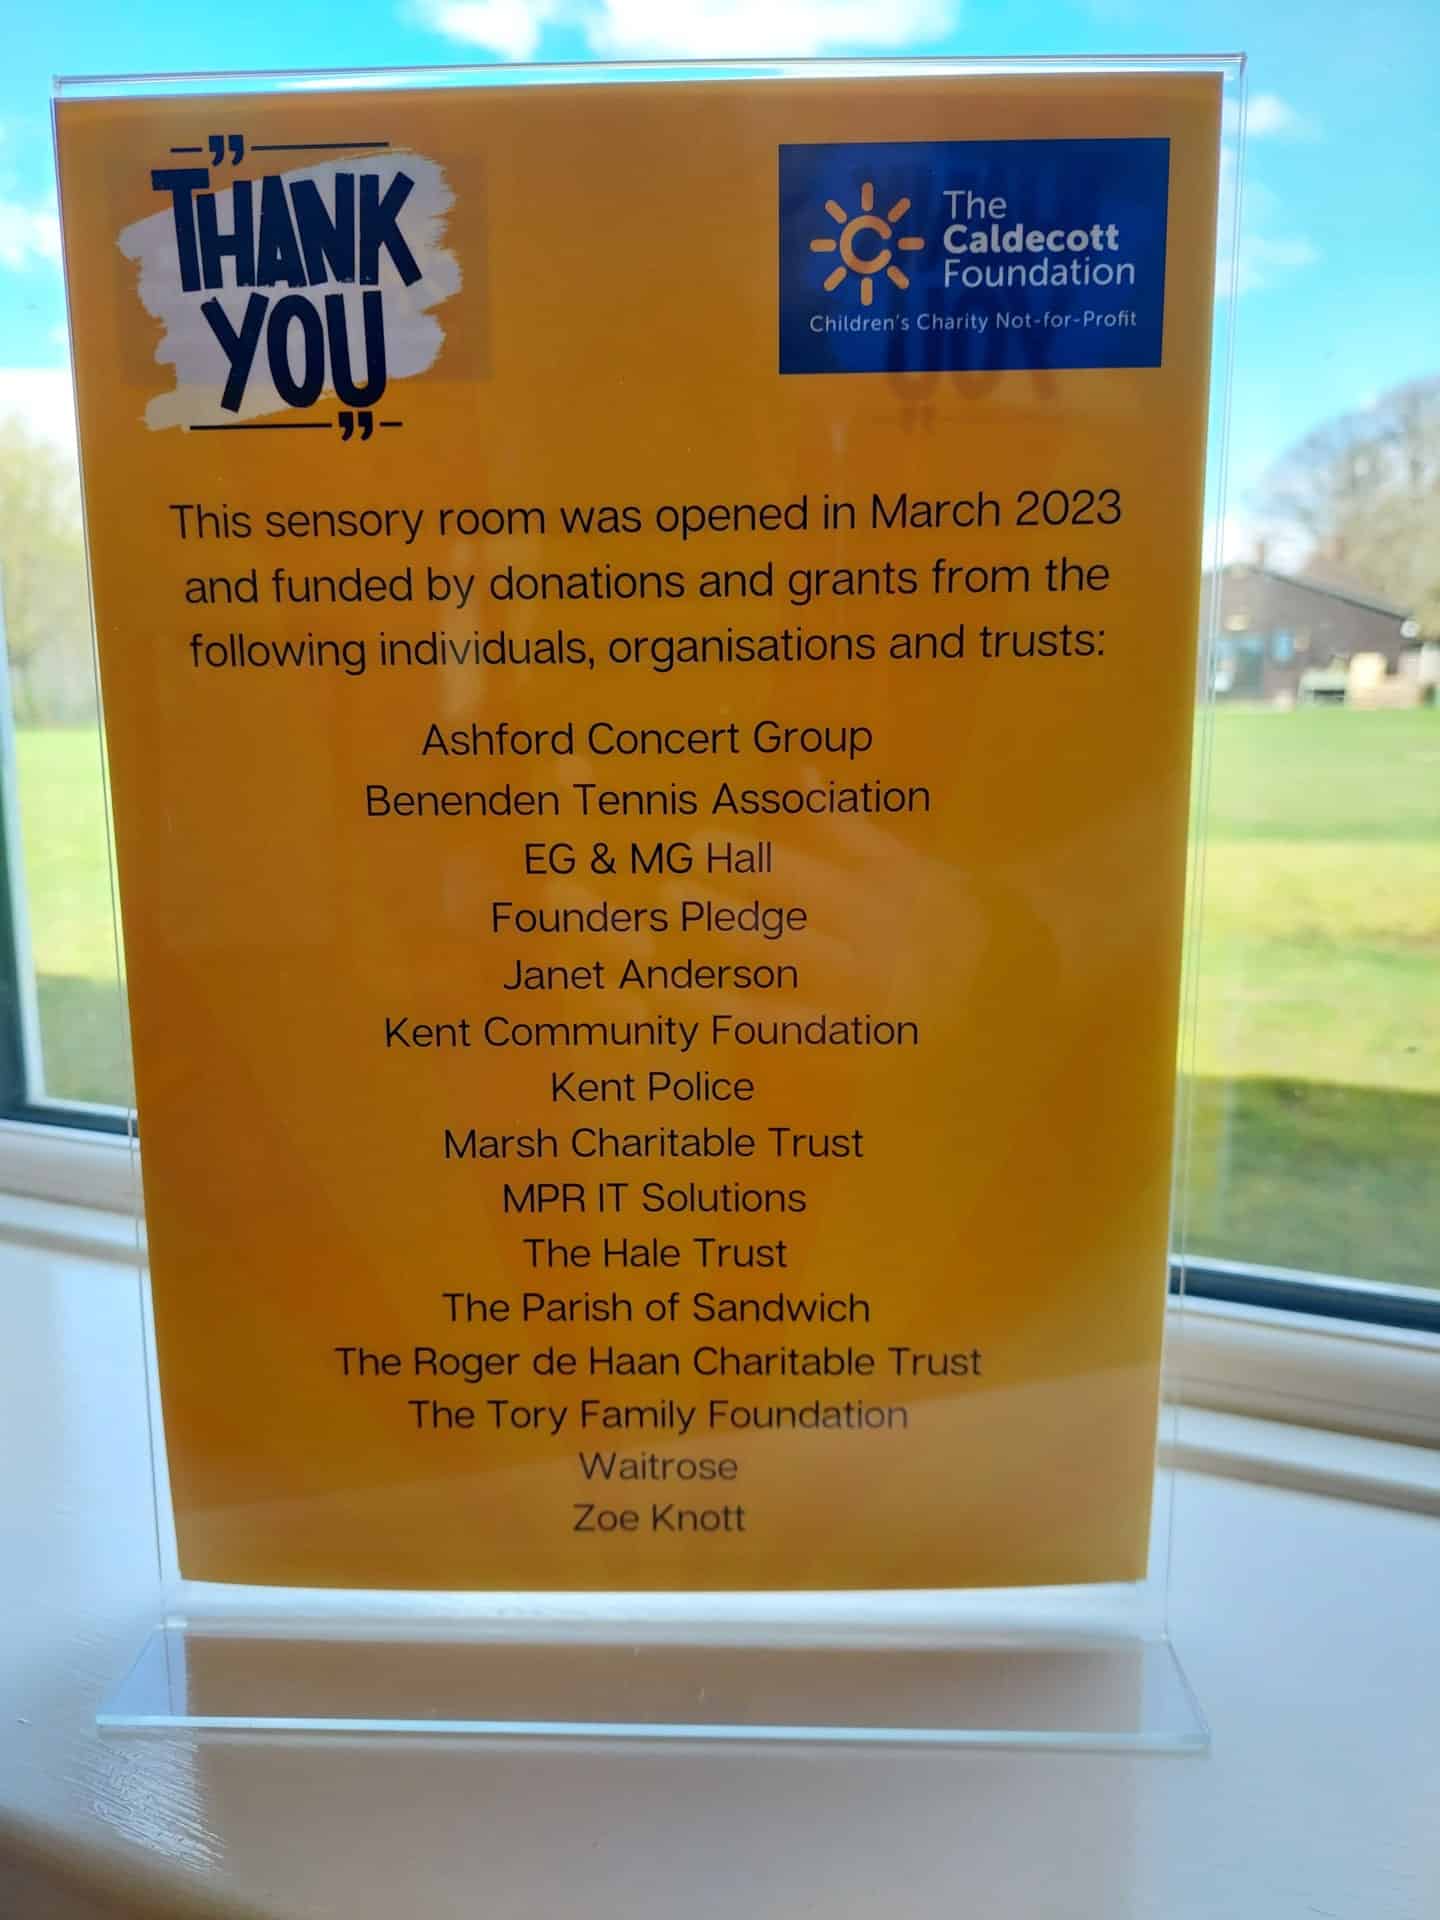 ”
THANK
YOU
”
The
Caldecott
Foundation
Children's Charity Not-for-Profit
This sensory room was opened in March 2023
and funded by donations and grants from the
following individuals, organisations and trusts:
Ashford Concert Group
Benenden Tennis Association
EG & MG Hall
Founders Pledge
Janet Anderson
Kent Community Foundation
Kent Police
Marsh Charitable Trust
MPR IT Solutions
The Hale Trust
The Parish of Sandwich
The Roger de Haan Charitable Trust
The Tory Family Foundation
Waitrose
Zoe Knott